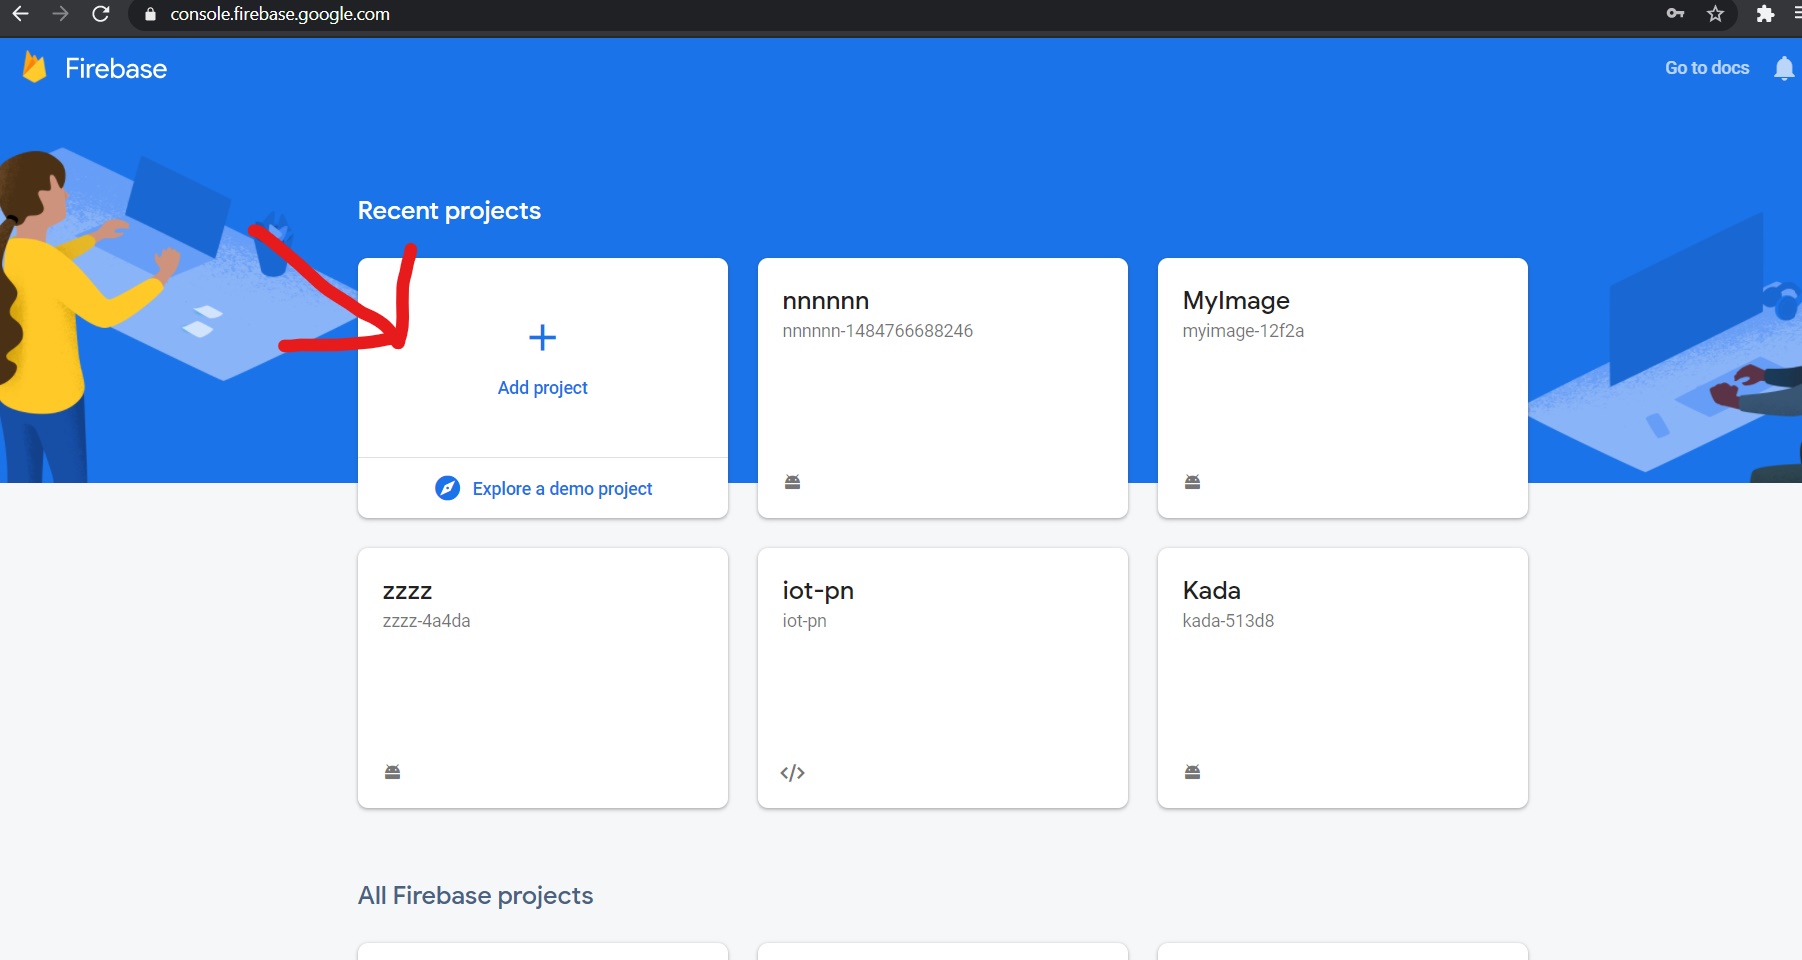 console.firebase.google.com
Firebase
Go to docs
Recent projects
Add project
Explore a demo project
nnnnnn
nnnnnn-1484766688246
MyImage
myimage-12f2a
zzzz
zzzz-4a4da
iot-pn
iot-pn
Kada
kada-513d8
All Firebase projects